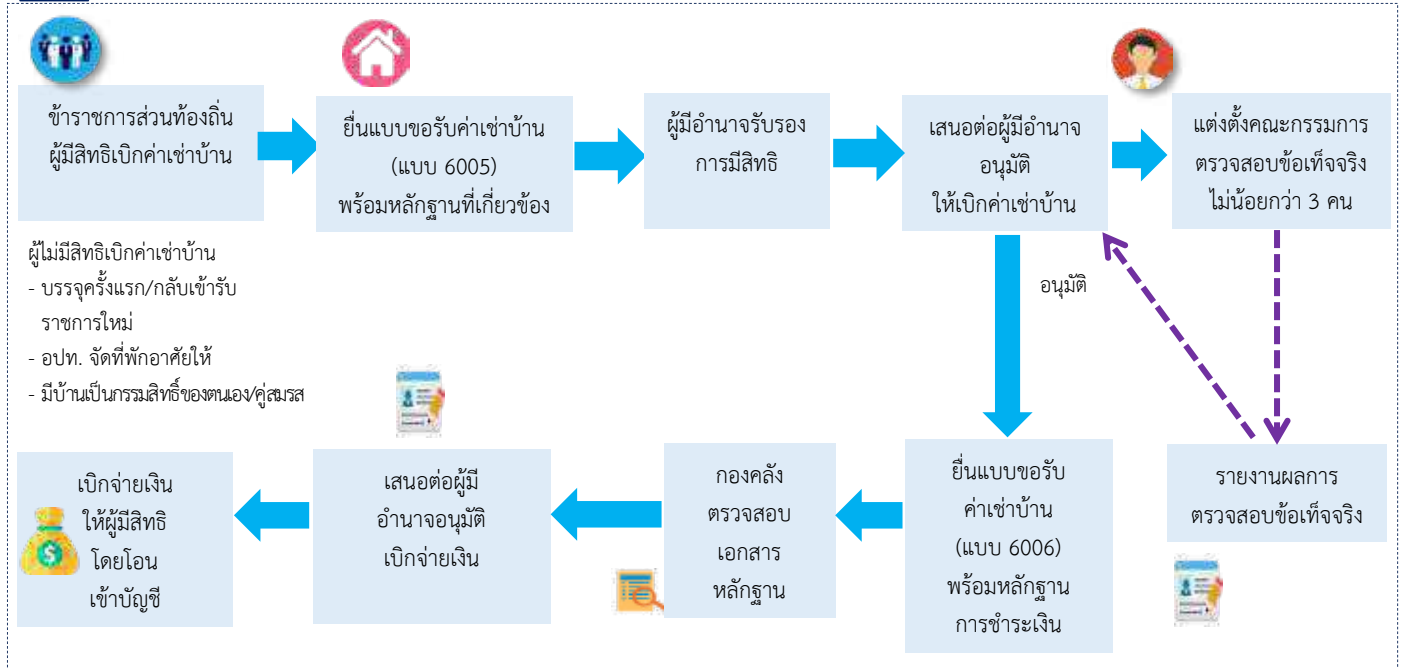 ข้าราชการส่วนท้องถิ่น
ผู้มีสิทธิเบิกค่าเช่าบ้าน
ยื่นแบบขอรับค่าเช่าบ้าน
(แบบ 6005)
พร้อมหลักฐานที่เกี่ยวข้อง
ผู้มีอำนาจรับรอง
การมีสิทธิ
เสนอต่อผู้มีอำนาจ
อนุมัติ
ให้เบิกค่าเช่าบ้าน
แต่งตั้งคณะกรรมการ
ตรวจสอบข้อเท็จจริง
ไม่น้อยกว่า 3 คน
ผู้ไม่มีสิทธิเบิกค่าเช่าบ้าน
- บรรจุครั้งแรก/กลับเข้ารับ
ราชการใหม่
- อปท. จัดที่พักอาศัยให้
- มีบ้านเป็นกรรมสิทธิ์ของตนเอง/คู่สมรส
อนุมัติ
รายงานผลการ
ตรวจสอบข้อเท็จจริง
ยื่นแบบขอรับ
ค่าเช่าบ้าน
(แบบ 6006)
พร้อมหลักฐาน
การชำระเงิน
กองคลัง
ตรวจสอบ
เอกสาร
หลักฐาน
เสนอต่อผู้มี
อำนาจอนุมัติ
เบิกจ่ายเงิน
เบิกจ่ายเงิน
ให้ผู้มีสิทธิ
โดยโอน
เข้าบัญชี